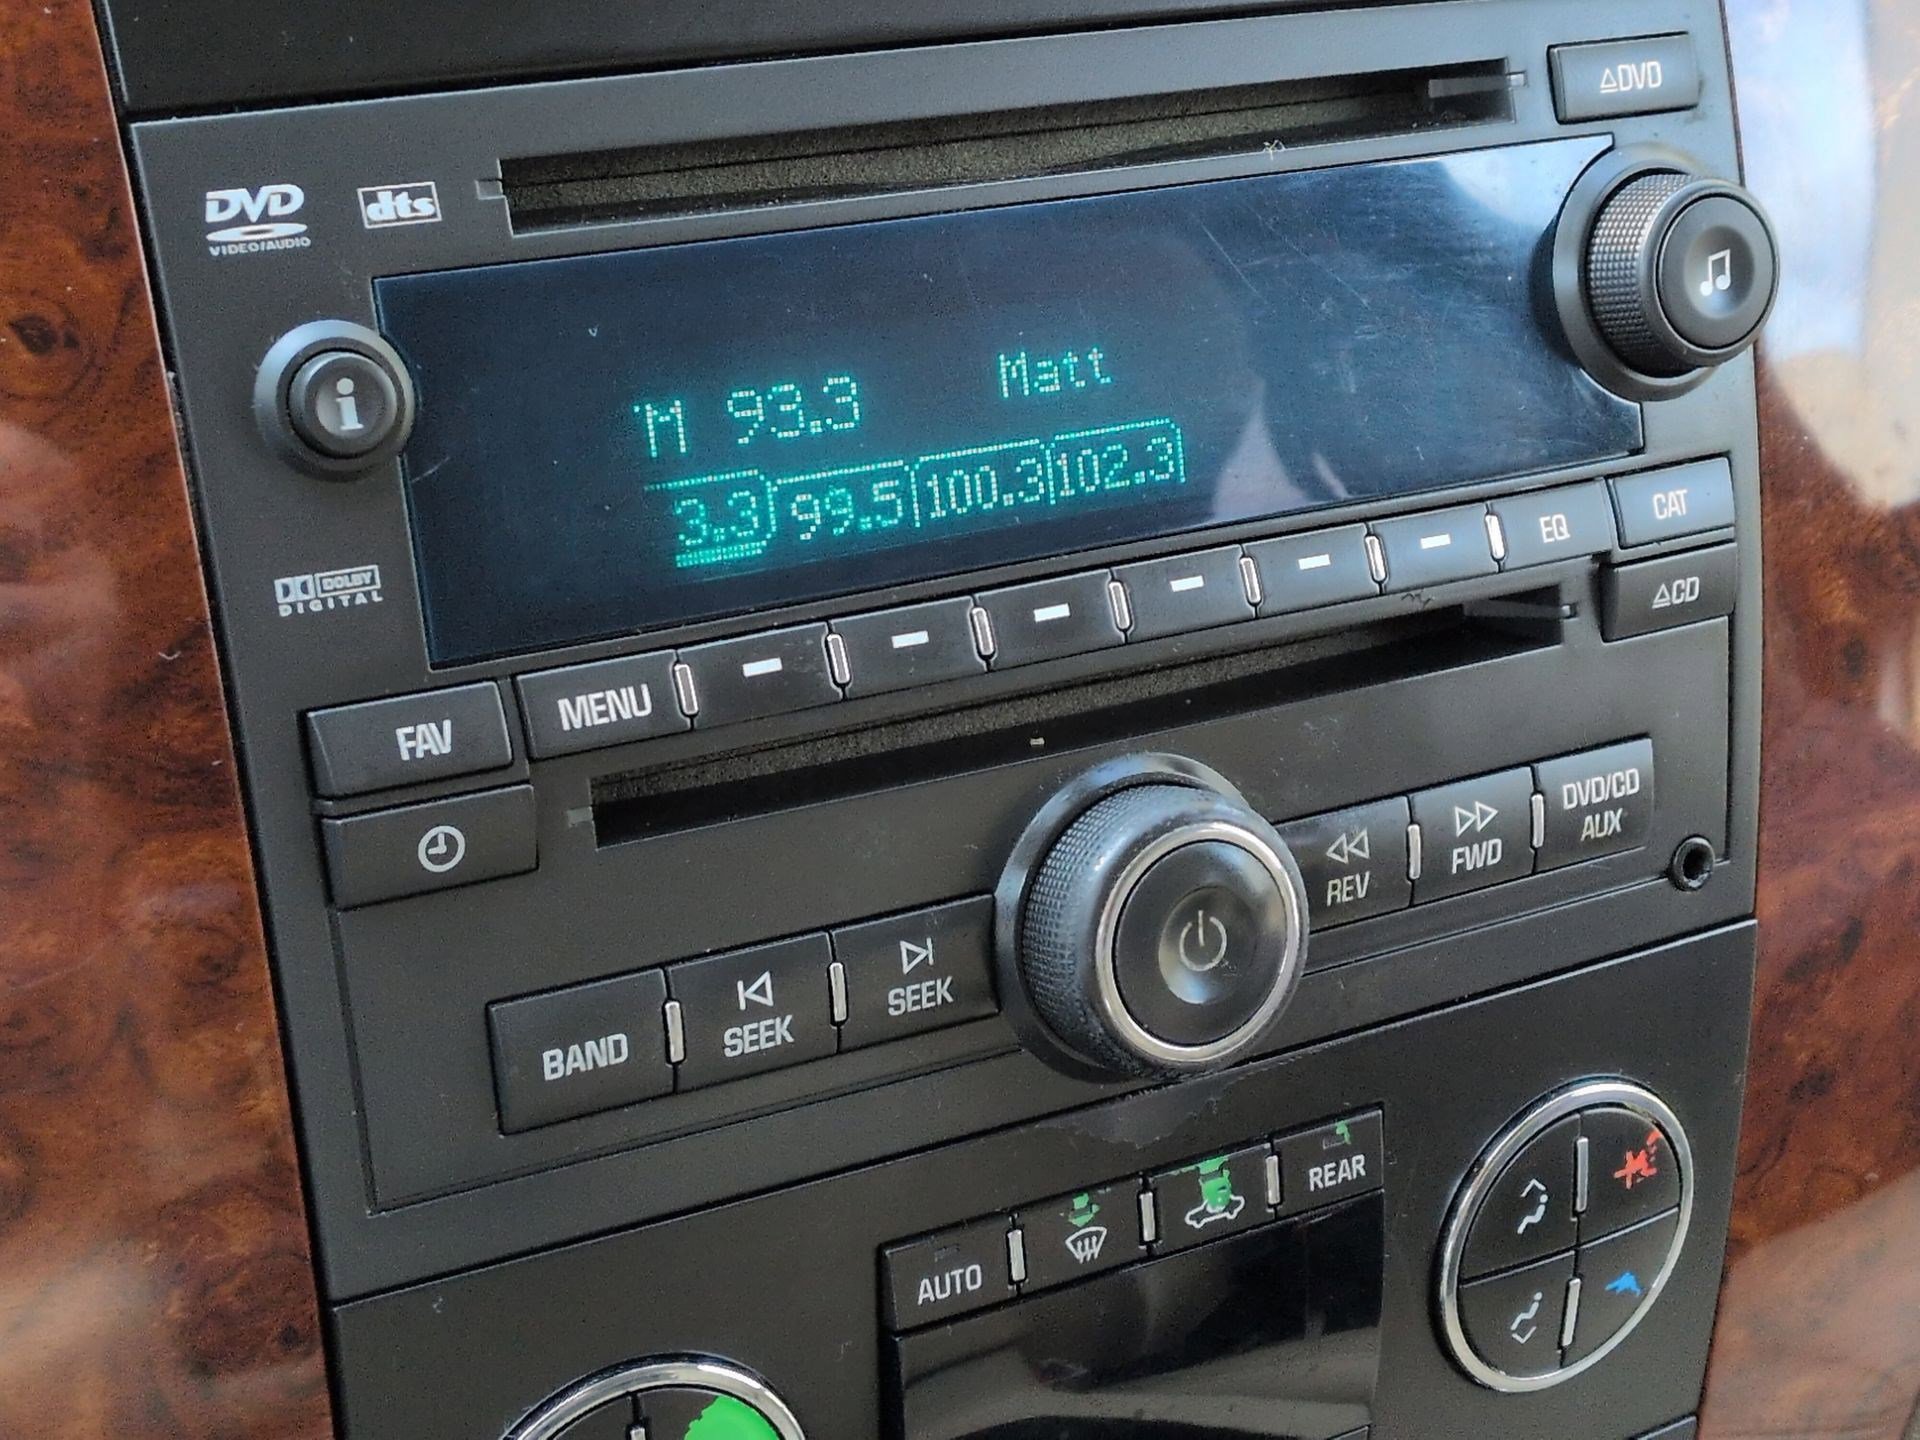 DVD
DVD
VIDEO/AUDIO
dts
i
M 93.3 Matt
3.3 99.5 100.3 102.3
DOLBY
DIGITAL
FAV
MENU
EQ
CAT
CD
REV
FWD
DVD/CD
AUX
BAND
SEEK
SEEK
AUTO
REAR